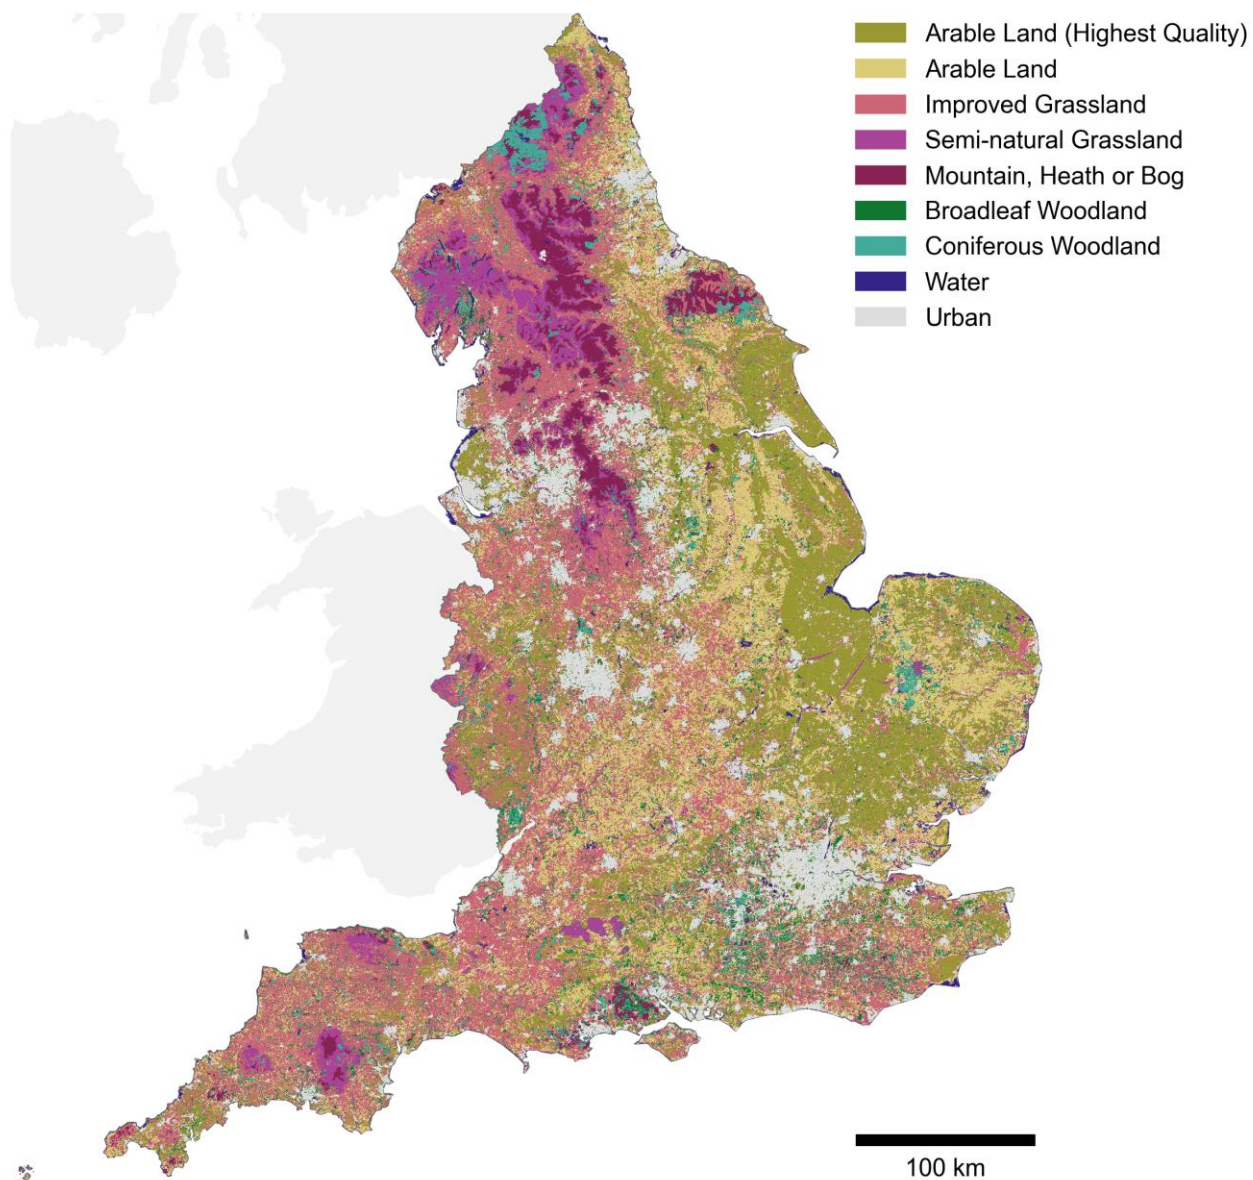 Arable Land (Highest Quality)
Arable Land
Improved Grassland
Semi-natural Grassland
Mountain, Heath or Bog
Broadleaf Woodland
Coniferous Woodland
Water
Urban
100 km